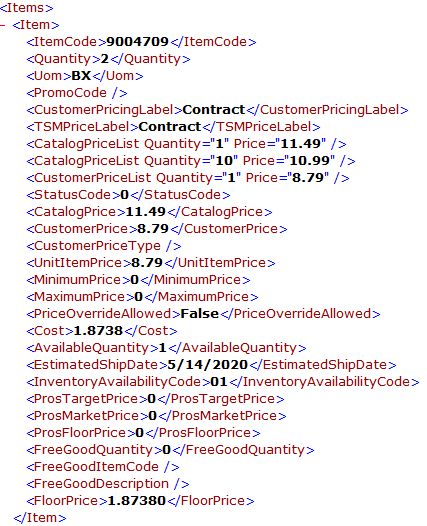 <Items>
- <Item>
<ItemCode>9004709</ItemCode>
<Quantity>2</Quantity>
<Uom>BX</Uom>
<PromoCode />
<CustomerPricingLabel>Contract</CustomerPricingLabel>
<TSMPriceLabel>Contract</TSMPriceLabel>
<CatalogPriceList Quantity="1" Price="11.49" />
<CatalogPriceList Quantity="10" Price="10.99" />
<CustomerPriceList Quantity="1" Price="8.79" />
<StatusCode>0</StatusCode>
<CatalogPrice>11.49</CatalogPrice>
<CustomerPrice>8.79</CustomerPrice>
<CustomerPriceType />
<UnitItemPrice>8.79</UnitItemPrice>
<MinimumPrice>0</MinimumPrice>
<MaximumPrice>0</MaximumPrice>
<PriceOverrideAllowed>False</PriceOverrideAllowed>
<Cost>1.8738</Cost>
<AvailableQuantity>1</AvailableQuantity>
<EstimatedShipDate>5/14/2020</EstimatedShipDate>
<InventoryAvailabilityCode>01</InventoryAvailabilityCode>
<ProsTargetPrice>0</ProsTargetPrice>
<ProsMarketPrice>0</ProsMarketPrice>
<ProsFloorPrice>0</ProsFloorPrice>
<FreeGoodQuantity>0</FreeGoodQuantity>
<FreeGoodItemCode />
<FreeGoodDescription />
<FloorPrice>1.87380</FloorPrice>
</Item>